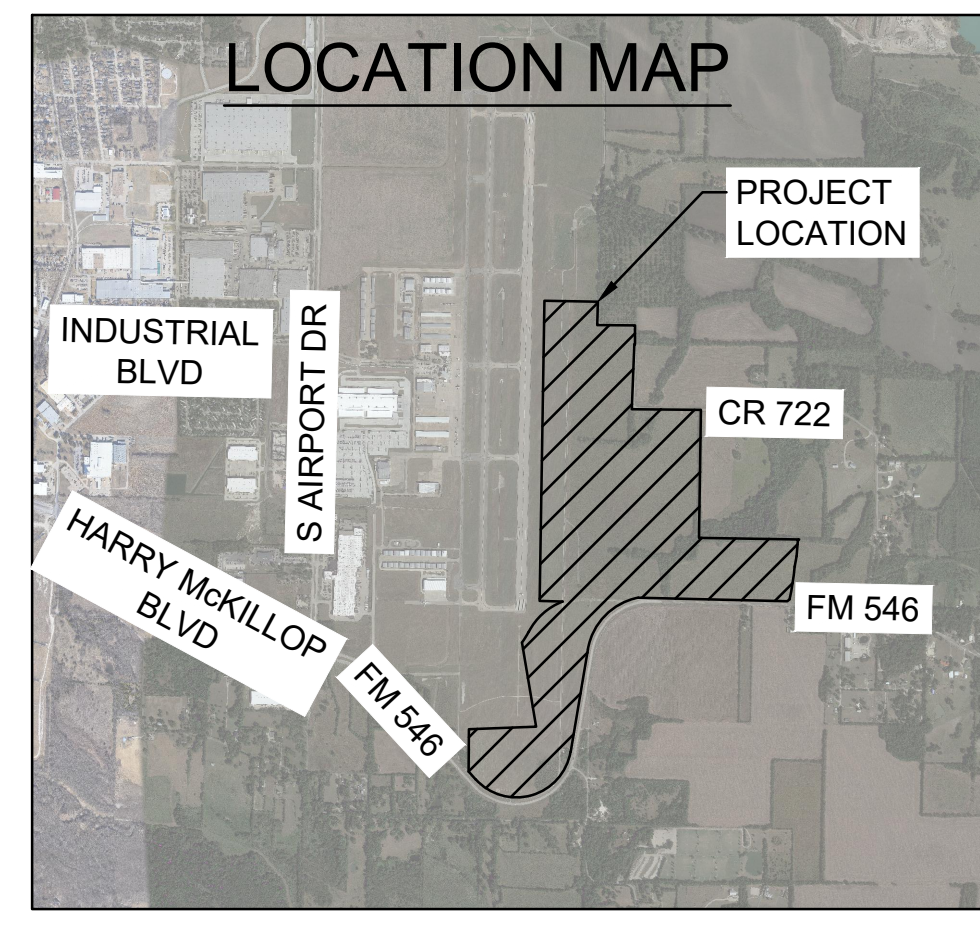 LOCATION MAP
PROJECT
LOCATION
INDUSTRIAL
BLVD
S AIRPORT DR
CR 722
HARRY McKILLOP
BLVD
FM 546
FM 546